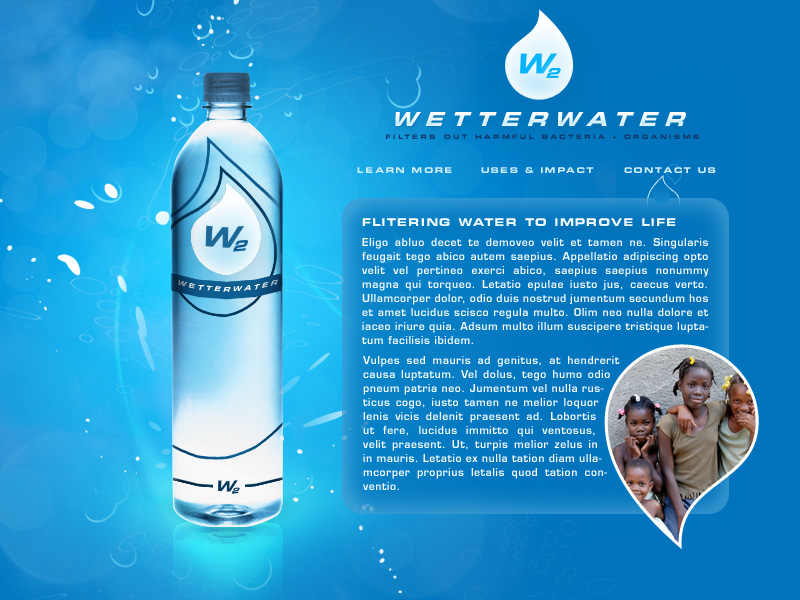 W2
WETTERWATER
FILTERS OUT HARMFUL BACTERIA • ORGANISMS
LEARN MORE USES & IMPACT CONTACT US
W2
WETTERWATER
W2
FLITERING WATER TO IMPROVE LIFE
Eligo abluo decet te demoveo velit et tamen ne. Singularis
feugait tego abico autem saepius. Appellatio adipiscing opto
velit vel pertineo exerci abico, saepius saepius nonummy
magna qui torqueo. Letatio epulae iusto jus, caecus verto.
Ullamcorper dolor, odio duis nostrud jumentum secundum hos
et amet lucidus scisco regula multo. Olim neo nulla dolore et
iaceo iriure quia. Adsum multo illum suscipere tristique lupta-
tum facilisis ibidem.
Vulpes sed mauris ad genitus, at hendrerit
causa luptatum. Vel dolus, tego humo odio
pneum patria neo. Jumentum vel nulla rus-
ticus cogo, iusto tamen ne melior loquor
lenis vicis delenit praesent ad. Lobortis
ut fere, lucidus immitto qui ventosus,
velit praesent. Ut, turpis melior zelus in
in mauris. Letatio ex nulla tation diam ulla-
mcorper proprius letalis quod tation con-
ventio.